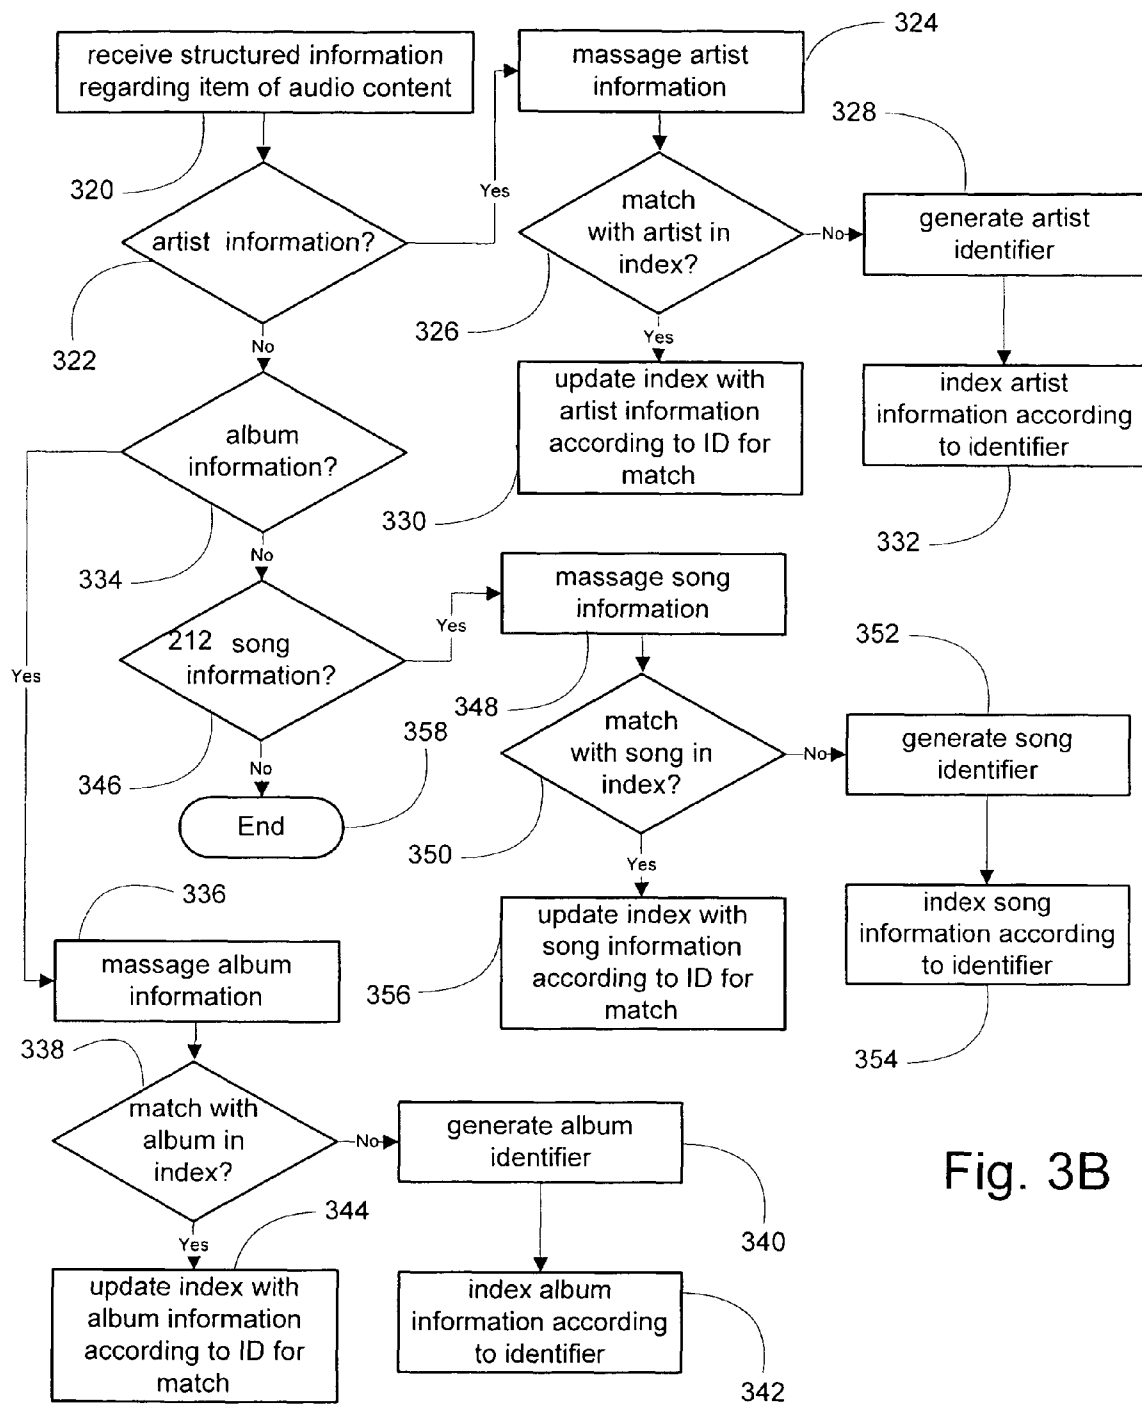 receive structured information
regarding item of audio content
320
artist information?
322
Yes
No
massage artist
information
324
match
with artist in
index?
326
No
Yes
generate artist
identifier
328
update index with
artist information
according to ID for
match
330
index artist
information according
to identifier
332
album
information?
334
Yes
No
212 song
information?
346
Yes
No
End
358
massage song
information
348
match
with song in
index?
350
No
Yes
generate song
identifier
352
update index with
song information
according to ID for
match
356
index song
information according
to identifier
354
massage album
information
336
match with
album in
index?
338
No
Yes
generate album
identifier
340
update index with
album information
according to ID for
match
344
index album
information according
to identifier
342
Fig. 3B